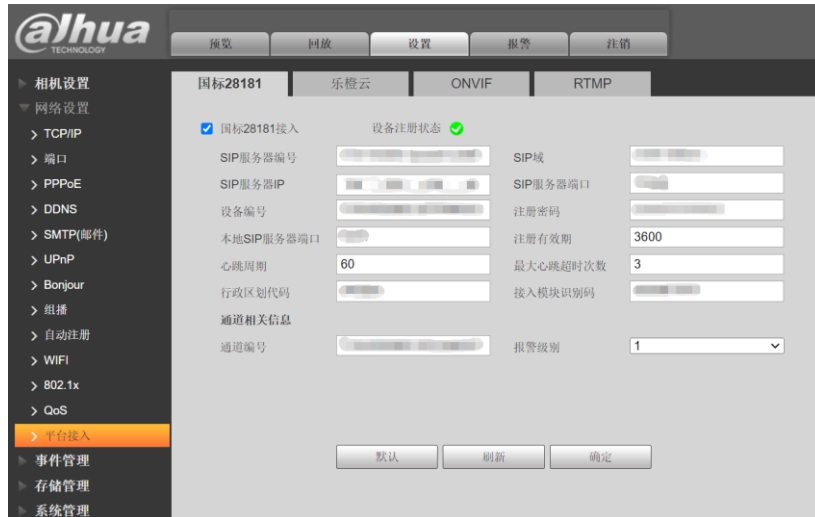 alhua
TECHNOLOGY
预览 回放 设置 报警 注销
相机设置
网络设置
TCP/IP
端口
PPPoE
DDNS
SMTP(邮件)
UPnP
Bonjour
组播
自动注册
WIFI
802.1x
QoS
平台接入
事件管理
存储管理
系统管理
国标28181 乐橙云 ONVIF RTMP
国标28181接入 设备注册状态
SIP服务器编号 SIP域
SIP服务器IP SIP服务器端口
设备编号 注册密码
本地SIP服务器端口 注册有效期 3600
心跳周期 60 最大心跳超时次数 3
行政区划代码 接入模块识别码
通道相关信息
通道编号 报警级别 1
默认 刷新 确定